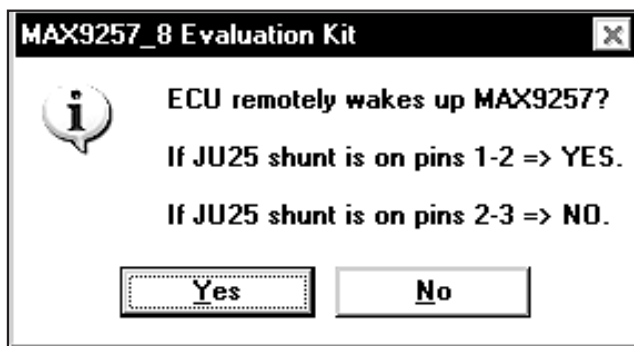 MAX9257_8 Evaluation Kit
ECU remotely wakes up MAX9257?
If JU25 shunt is on pins 1-2 => YES.
If JU25 shunt is on pins 2-3 => NO.
Yes
No